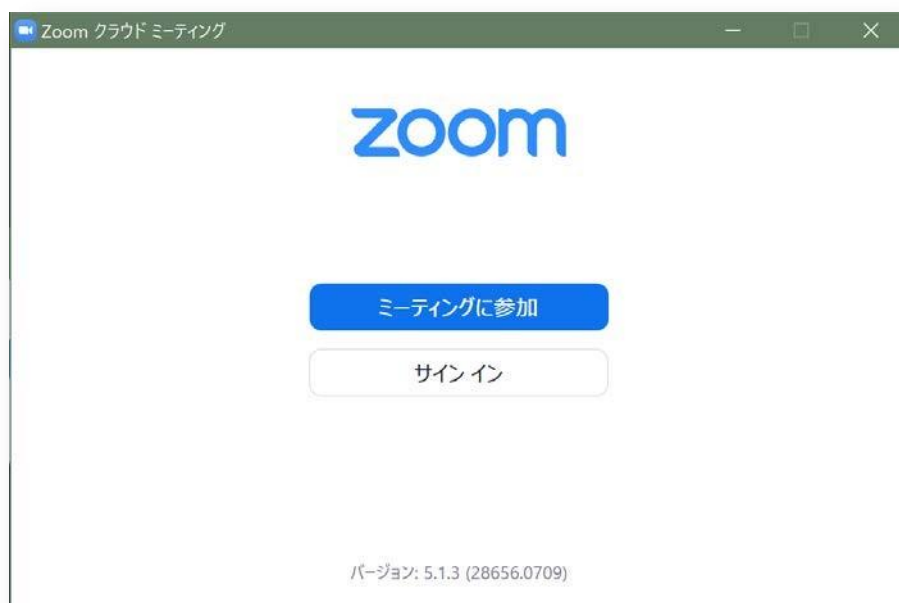 Zoom クラウド ミーティング
zoom
ミーティングに参加
サイン イン
バージョン: 5.1.3 (28656.0709)